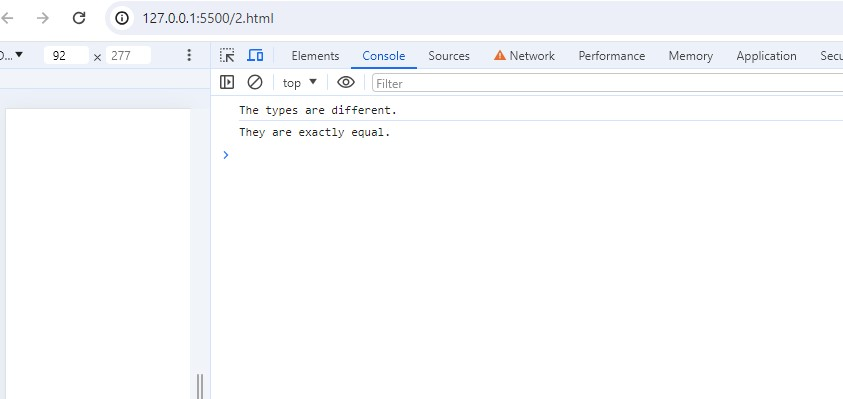 127.0.0.1:5500/2.html
92 × 277
Elements Console Sources Network Performance Memory Application
top Filter
The types are different.
They are exactly equal.